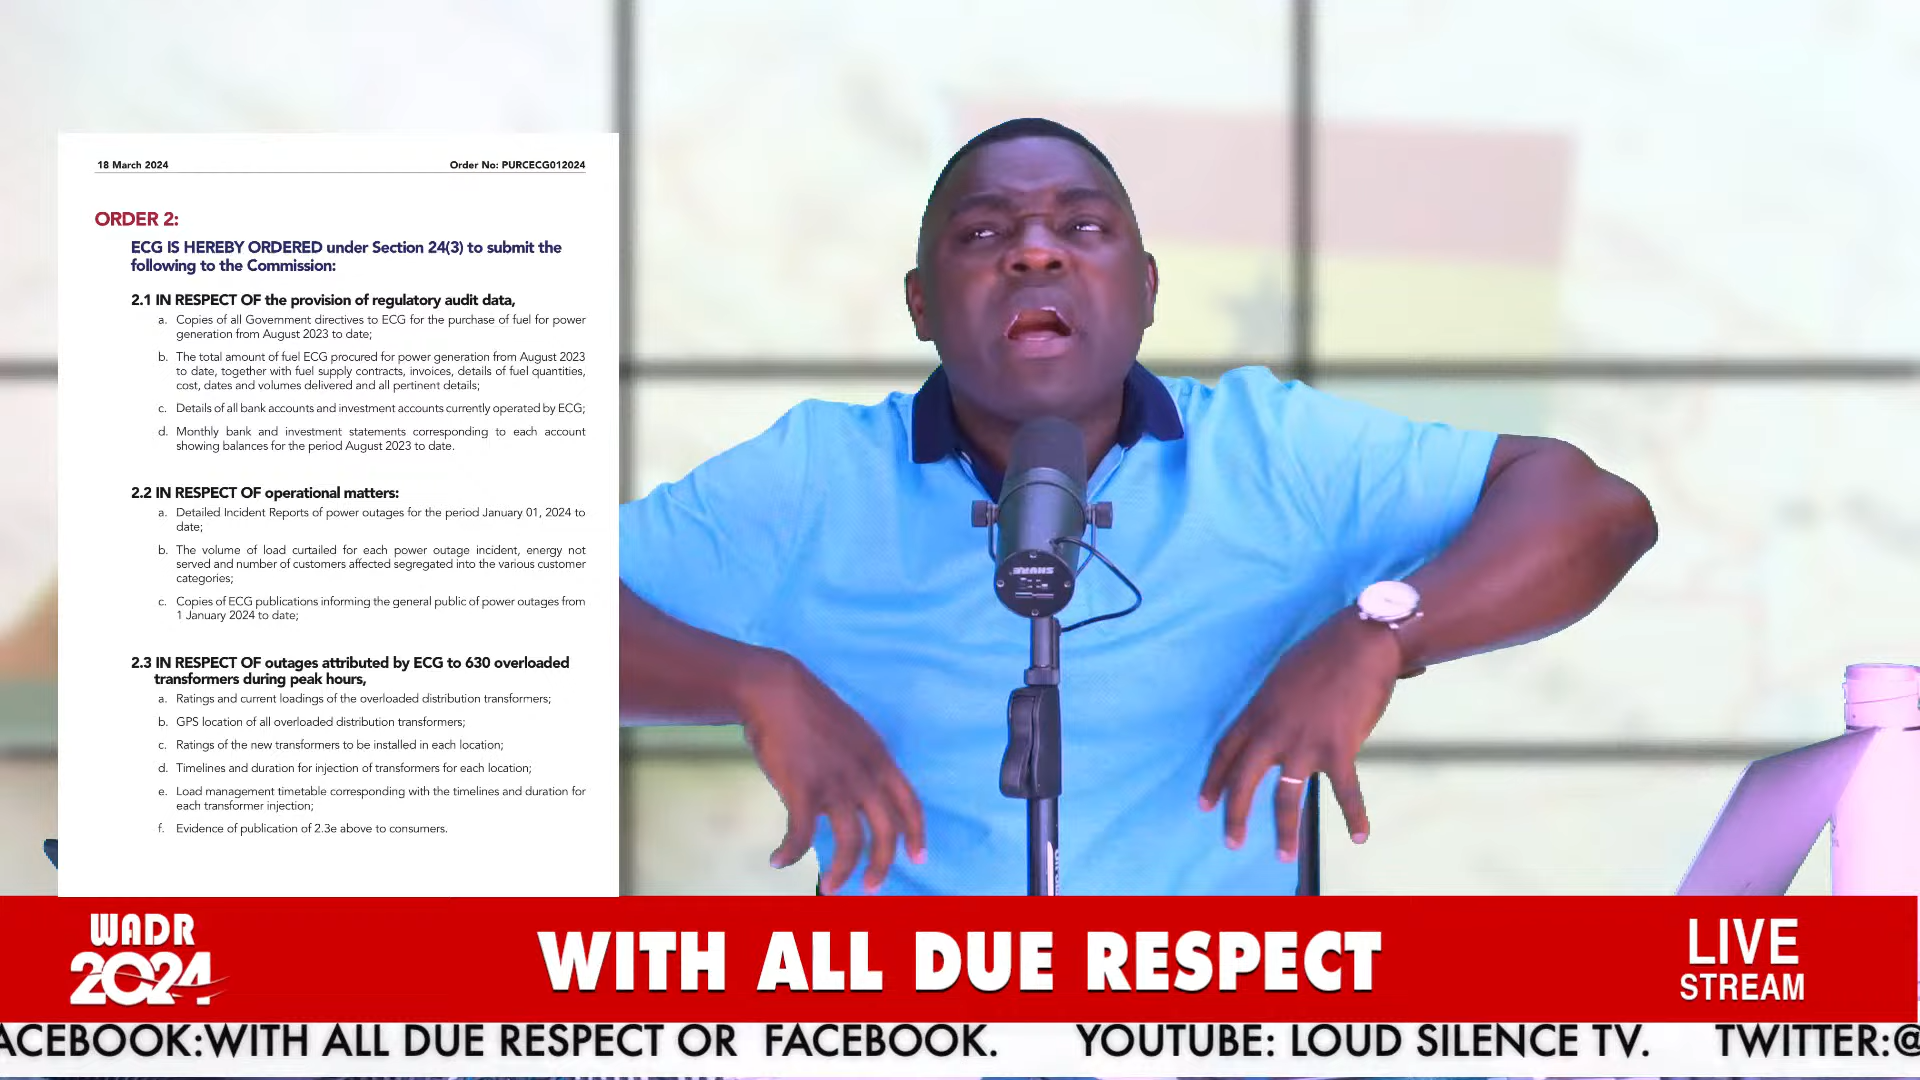 18 March 2024
Order No: PURCECG012024
ORDER 2:
ECG IS HEREBY ORDERED under Section 24(3) to submit the
following to the Commission:
2.1 IN RESPECT OF the provision of regulatory audit data,
a. Copies of all Government directives to ECG for the purchase of fuel for power
generation from August 2023 to date;
b. The total amount of fuel ECG procured for power generation from August 2023
to date, together with fuel supply contracts, invoices, details of fuel quantities,
cost, dates and volumes delivered and all pertinent details;
c. Details of all bank accounts and investment accounts currently operated by ECG;
d. Monthly bank and investment statements corresponding to each account
showing balances for the period August 2023 to date.
2.2 IN RESPECT OF operational matters:
a. Detailed Incident Reports of power outages for the period January 01, 2024 to
date;
b. The volume of load curtailed for each power outage incident, energy not
served and number of customers affected segregated into the various customer
categories;
c. Copies of ECG publications informing the general public of power outages from
1 January 2024 to date;
2.3 IN RESPECT OF outages attributed by ECG to 630 overloaded
transformers during peak hours,
a. Ratings and current loadings of the overloaded distribution transformers;
b. GPS location of all overloaded distribution transformers;
c. Ratings of the new transformers to be installed in each location;
d. Timelines and duration for injection of transformers for each location;
e. Load management timetable corresponding with the timelines and duration for
each transformer injection;
f. Evidence of publication of 2.3e above to consumers.
SHURE
WADR
2024
WITH ALL DUE RESPECT
LIVE
STREAM
ACEBOOK:WITH ALL DUE RESPECT OR FACEBOOK. YOUTUBE: LOUD SILENCE TV. TWITTER:@